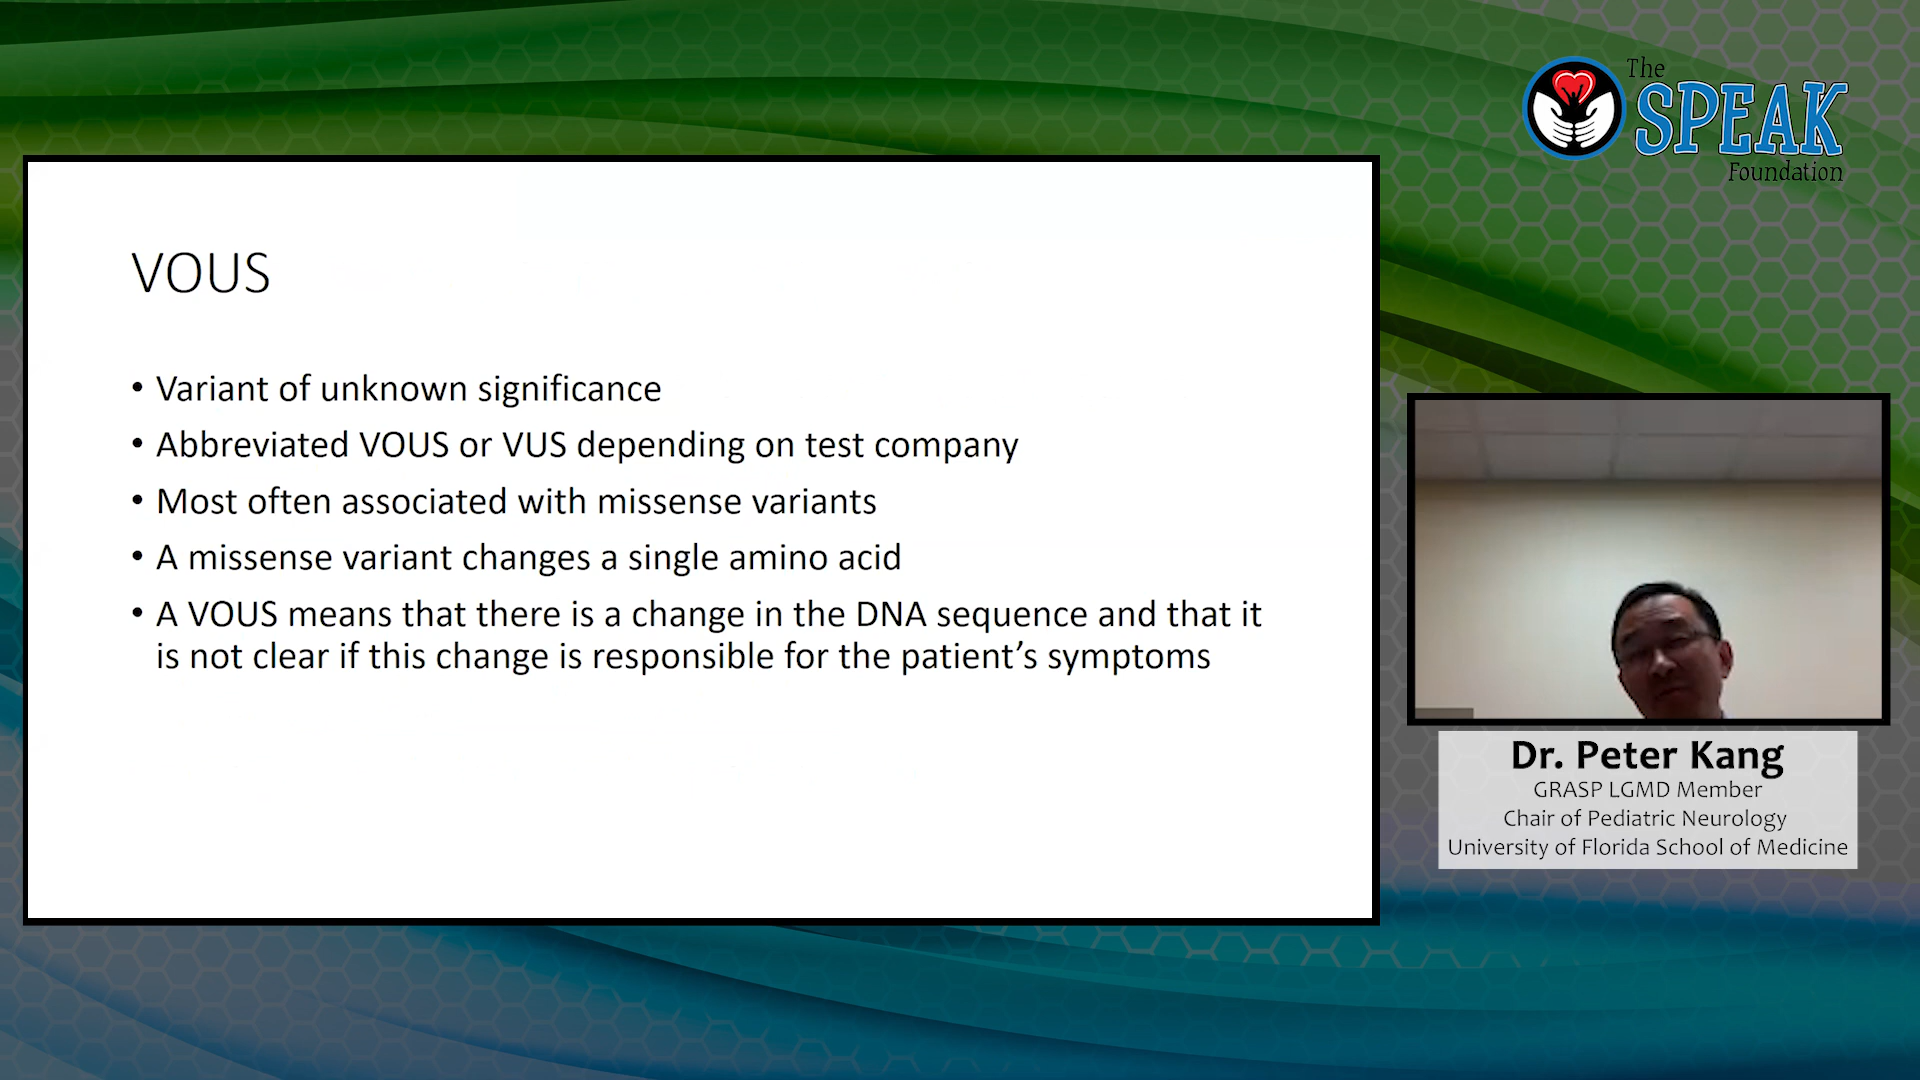 The
SPEAK
Foundation
VOUS
• Variant of unknown significance
• Abbreviated VOUS or VUS depending on test company
• Most often associated with missense variants
• A missense variant changes a single amino acid
• A VOUS means that there is a change in the DNA sequence and that it
is not clear if this change is responsible for the patient’s symptoms
Dr. Peter Kang
GRASP LGMD Member
Chair of Pediatric Neurology
University of Florida School of Medicine